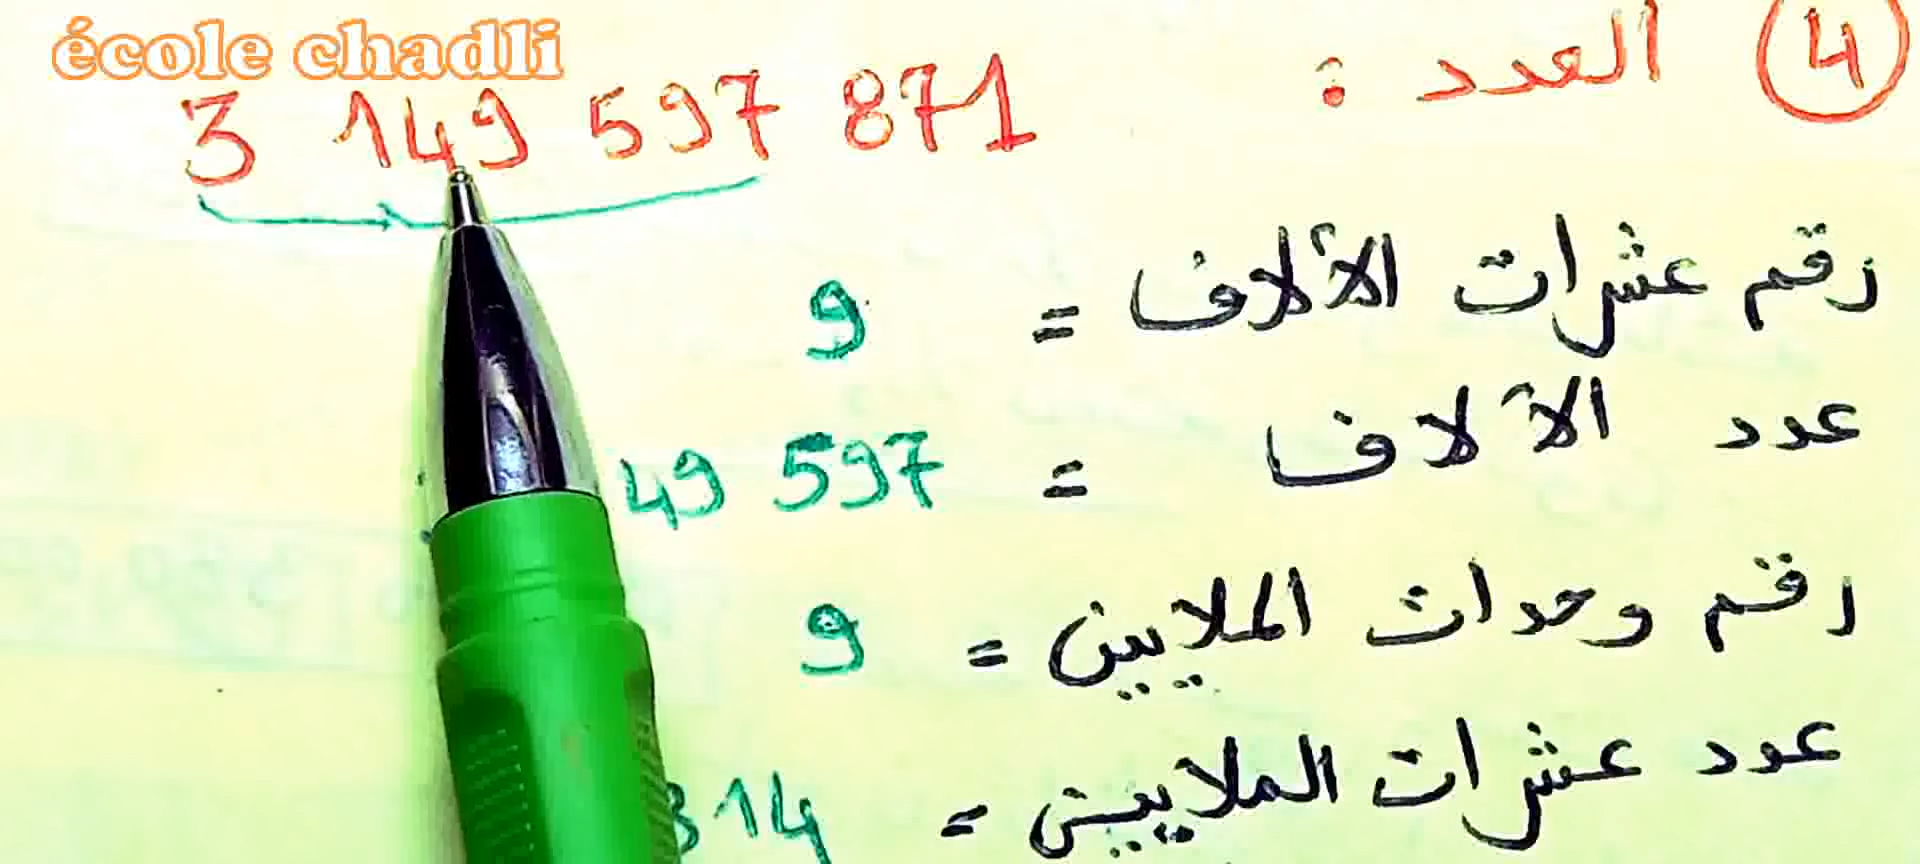 école chadli
④ العدد : 3 149 597 871
رقم عشرات الألاف = 9
عدد الآلاف = 49 597
رقم وحدات الملايين = 9
عدد عشرات الملايين = 314